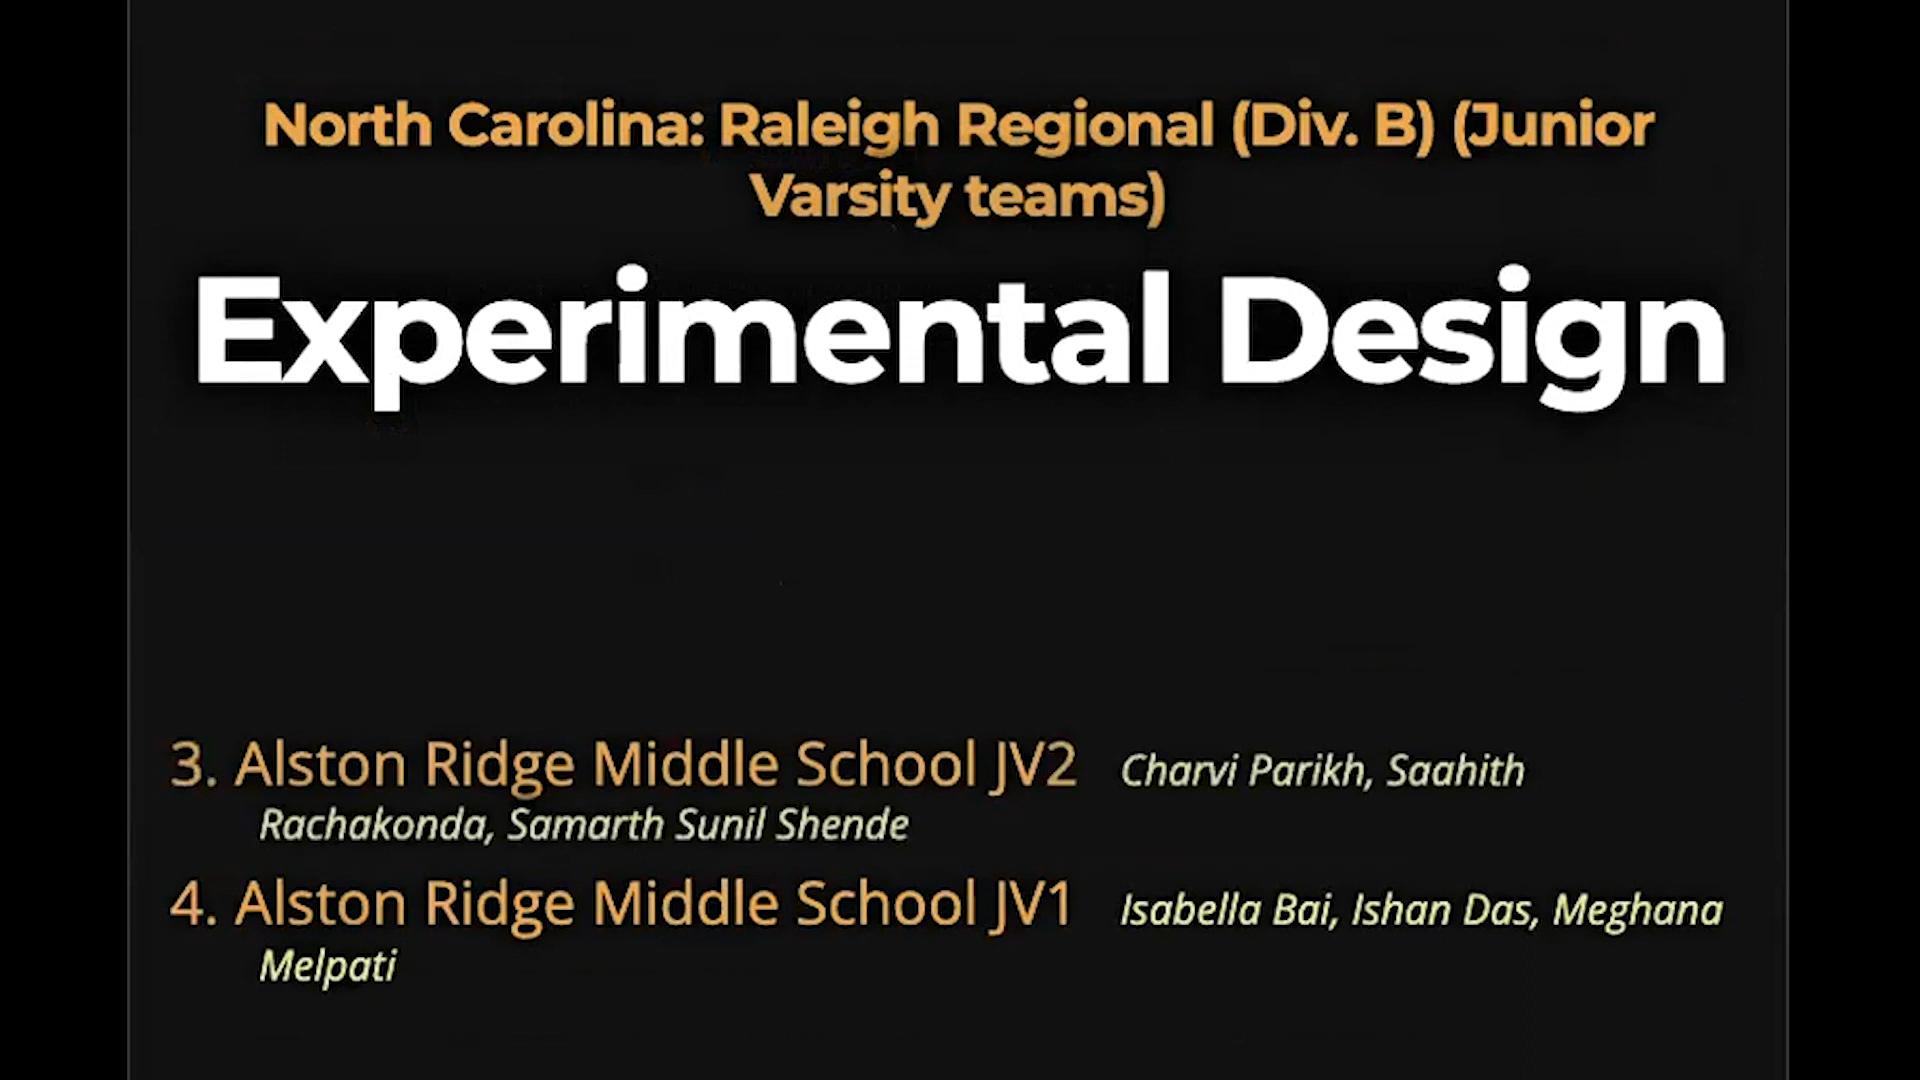 North Carolina: Raleigh Regional (Div. B) (Junior
Varsity teams)
Experimental Design
3. Alston Ridge Middle School JV2 Charvi Parikh, Saahith
Rachakonda, Samarth Sunil Shende
4. Alston Ridge Middle School JV1 Isabella Bai, Ishan Das, Meghana
Melpati